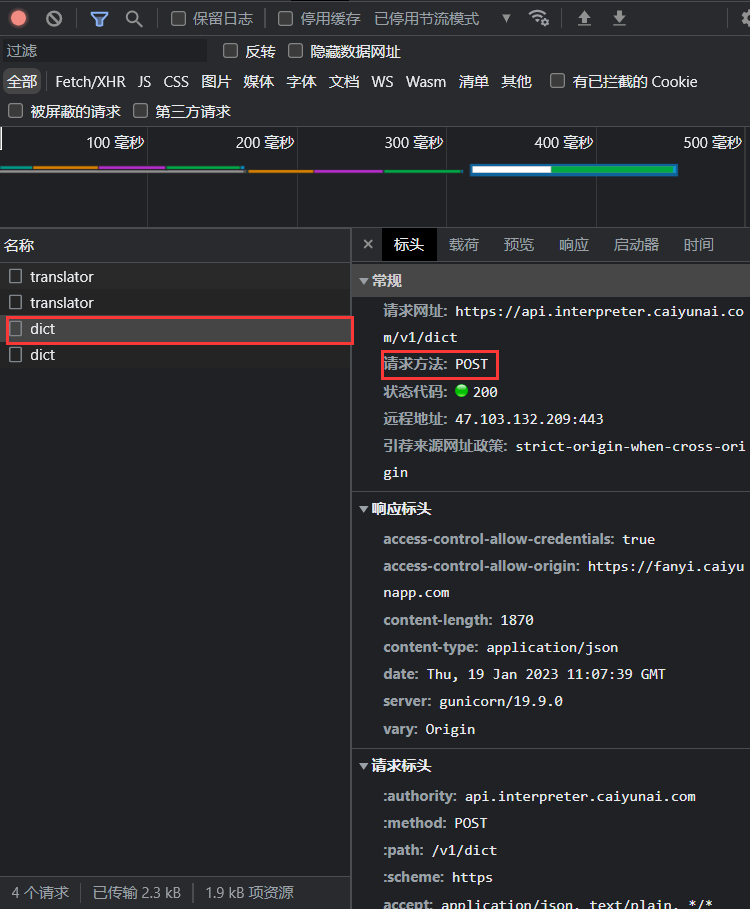 保留日志 停用缓存 已停用节流模式
过滤 反转 隐藏数据网址
全部 Fetch/XHR JS CSS 图片 媒体 字体 文档 WS Wasm 清单 其他 有已拦截的 Cookie
被屏蔽的请求 第三方请求
100 毫秒 200 毫秒 300 毫秒 400 毫秒 500 毫秒
名称
translator
translator
dict
dict
× 标头 载荷 预览 响应 启动器 时间
常规
请求网址: https://api.interpreter.caiyunai.co
m/v1/dict
请求方法: POST
状态代码: 200
远程地址: 47.103.132.209:443
引荐来源网址政策: strict-origin-when-cross-ori
gin
响应标头
access-control-allow-credentials: true
access-control-allow-origin: https://fanyi.caiyu
napp.com
content-length: 1870
content-type: application/json
date: Thu, 19 Jan 2023 11:07:39 GMT
server: gunicorn/19.9.0
vary: Origin
请求标头
:authority: api.interpreter.caiyunai.com
:method: POST
:path: /v1/dict
:scheme: https
accept: application/json, text/plain, */*
4 个请求 已传输 2.3 kB 1.9 kB 项资源